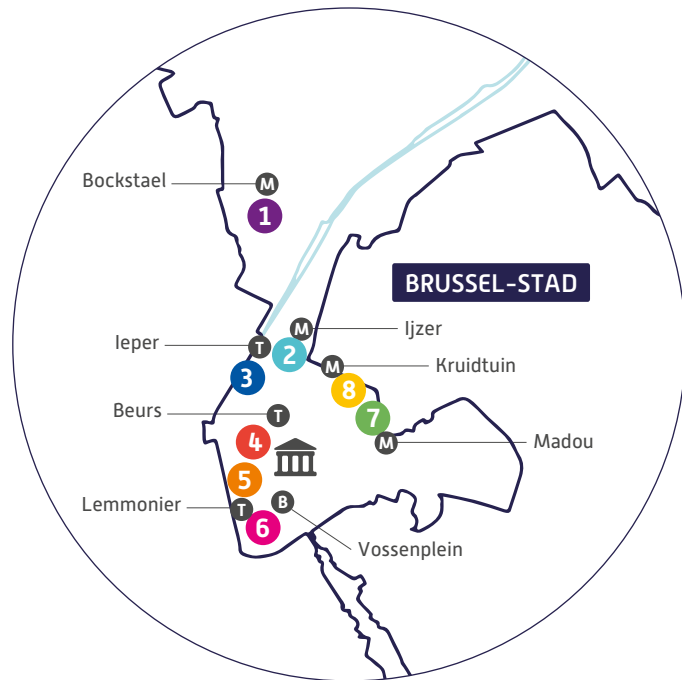 Bockstael
M
1
BRUSSEL-STAD
Ieper
T
M
Ijzer
2
3
M
Kruidtuin
8
Beurs
T
7
4
M
Madou
5
Lemmonier
T
B
6
Vossenplein